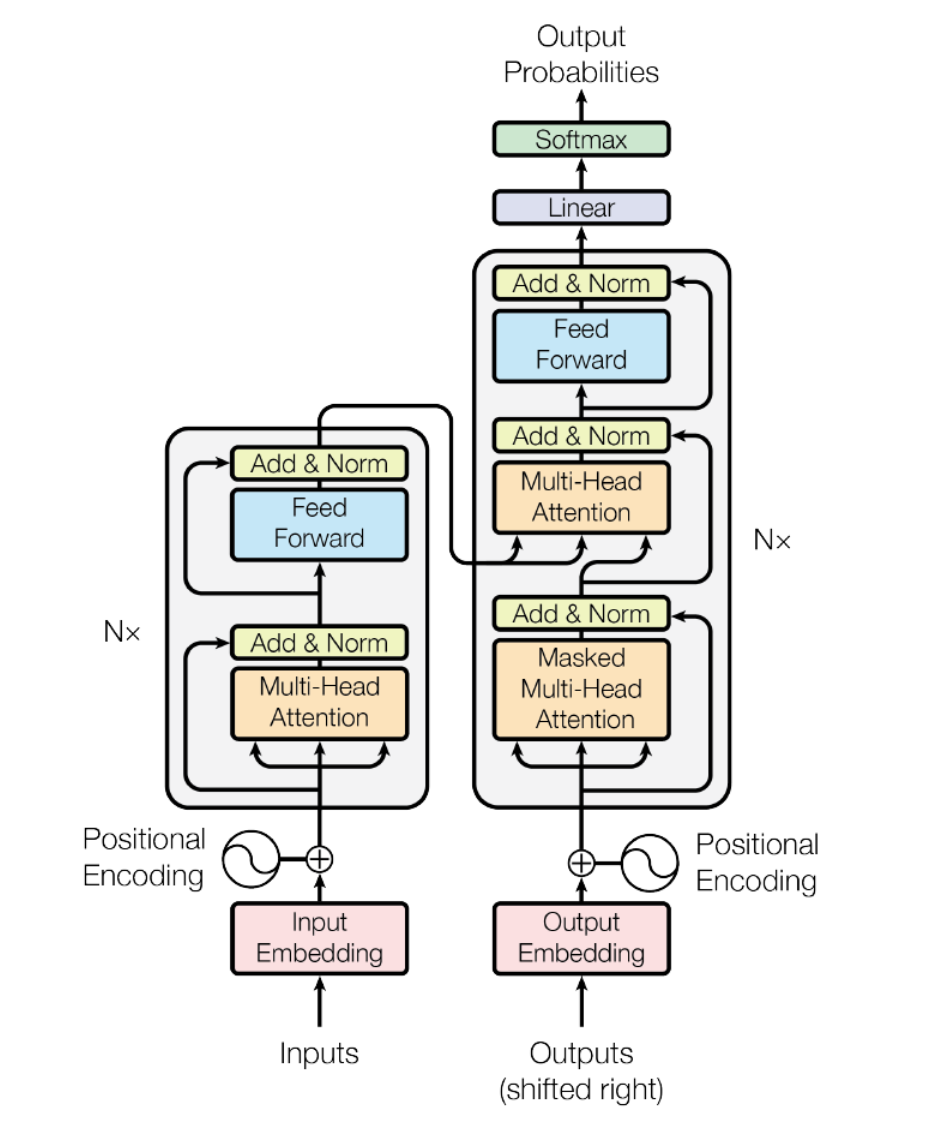 Output
Probabilities
Softmax
Linear
Add & Norm
Feed
Forward
Add & Norm
Multi-Head
Attention
Nx
Add & Norm
Masked
Multi-Head
Attention
Add & Norm
Feed
Forward
N×
Add & Norm
Multi-Head
Attention
Positional
Encoding
Positional
Encoding
Input
Embedding
Output
Embedding
Inputs
Outputs
(shifted right)